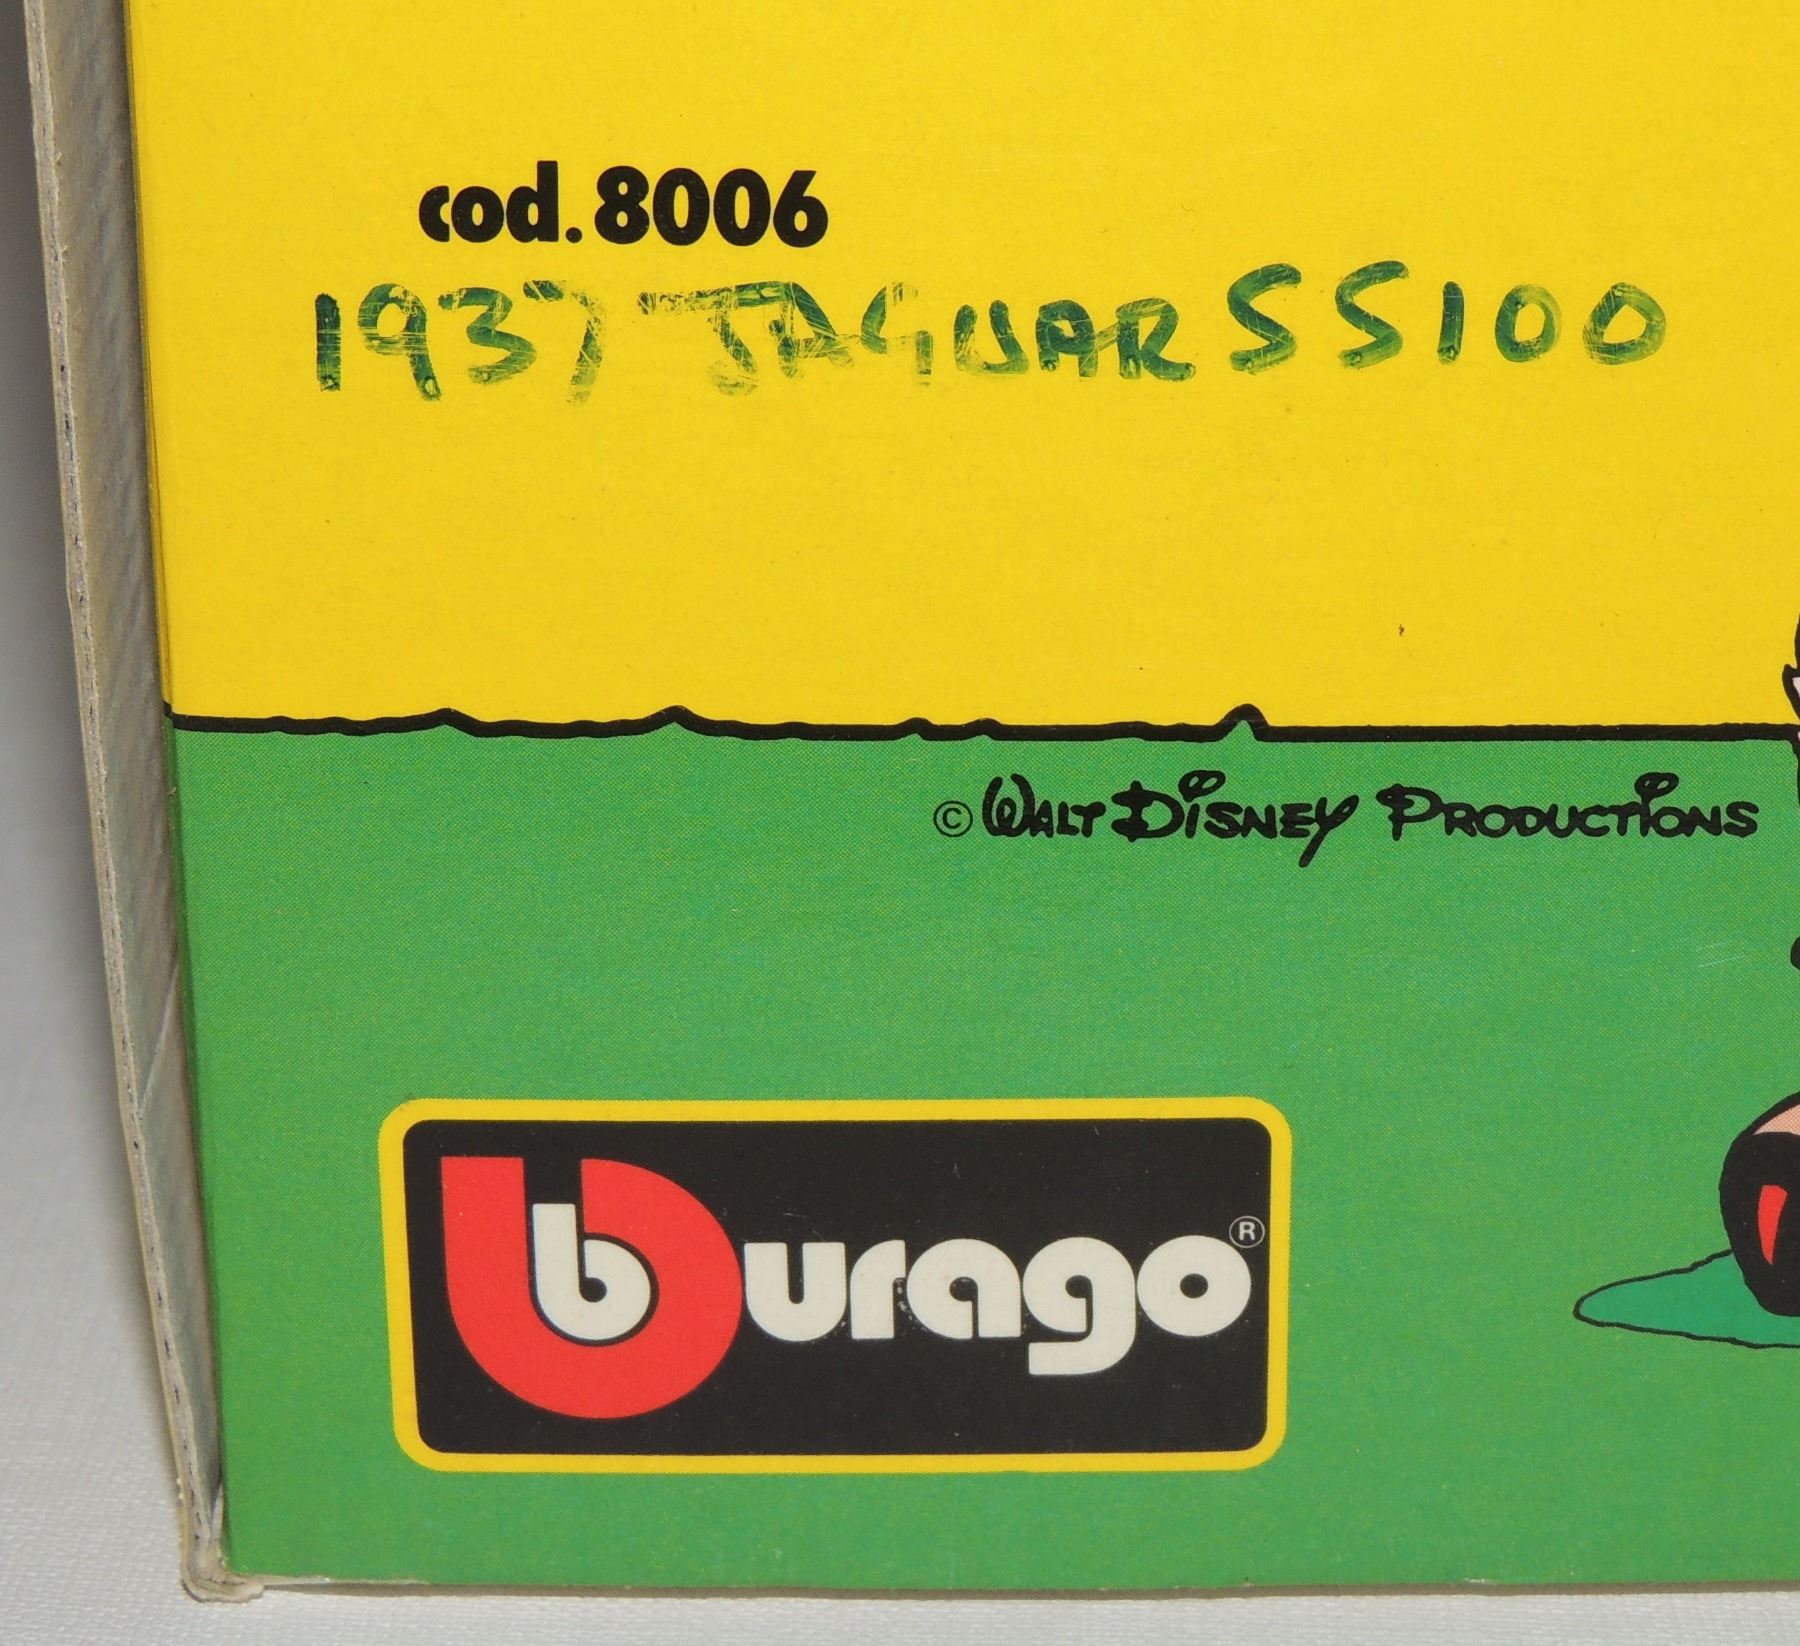 cod. 8006
1937 JAGUAR SS100
© WALT DISNEY PRODUCTIONS
burago®